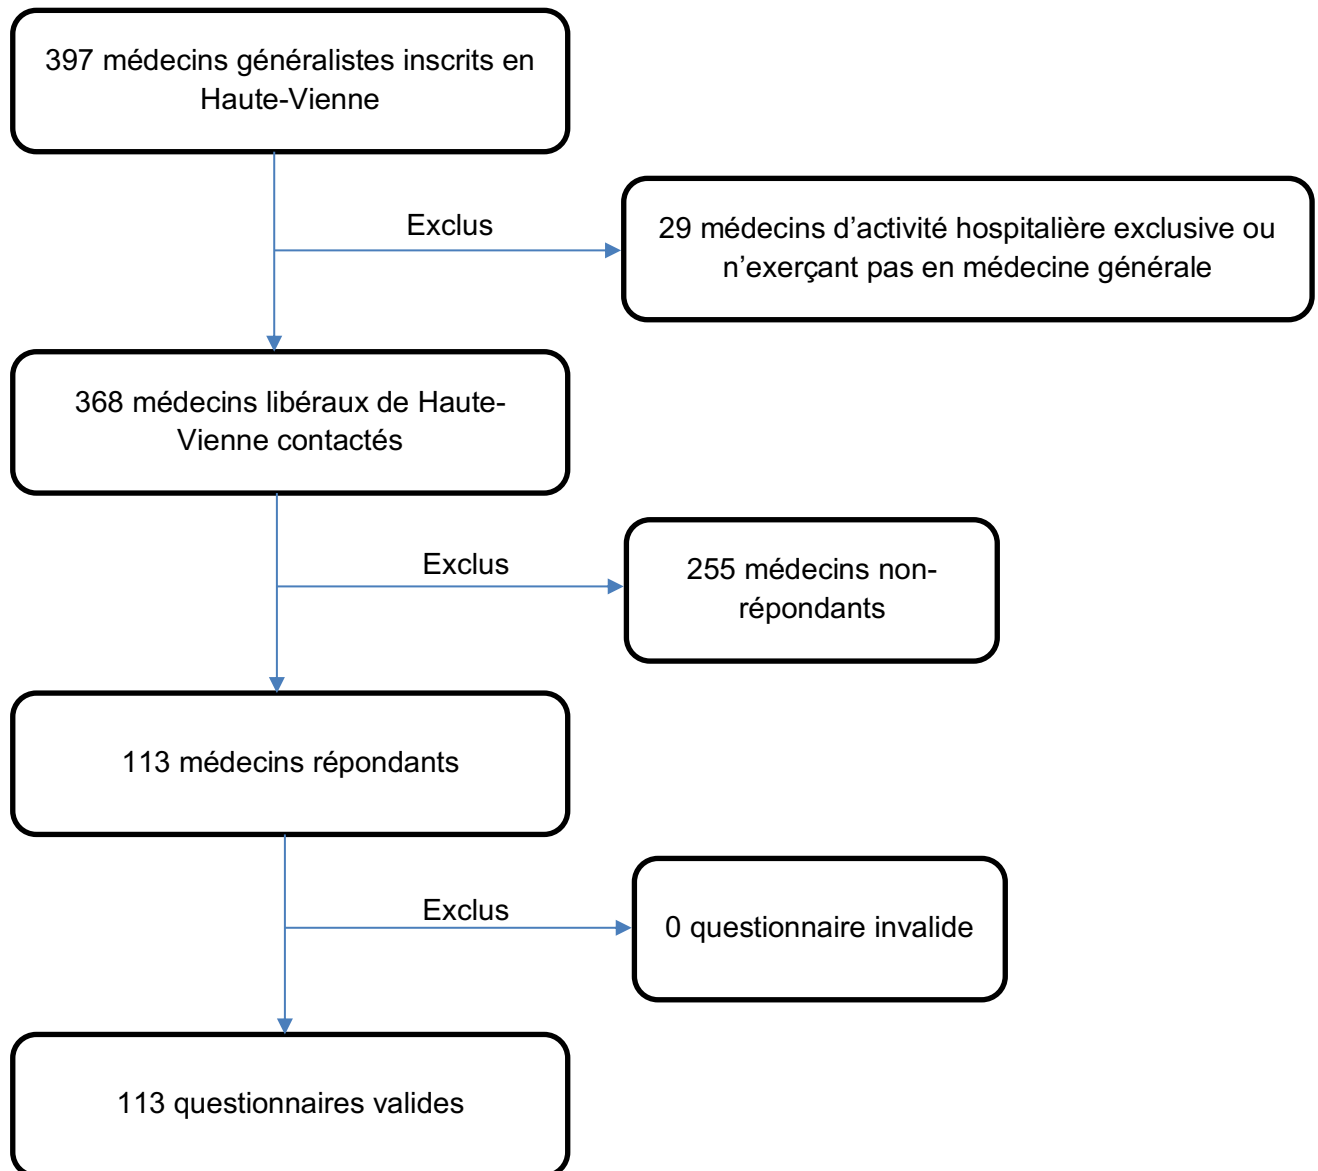 397 médecins généralistes inscrits en
Haute-Vienne
Exclus
29 médecins d’activité hospitalière exclusive ou
n’exerçant pas en médecine générale
368 médecins libéraux de Haute-
Vienne contactés
Exclus
255 médecins non-
répondants
113 médecins répondants
Exclus
0 questionnaire invalide
113 questionnaires valides